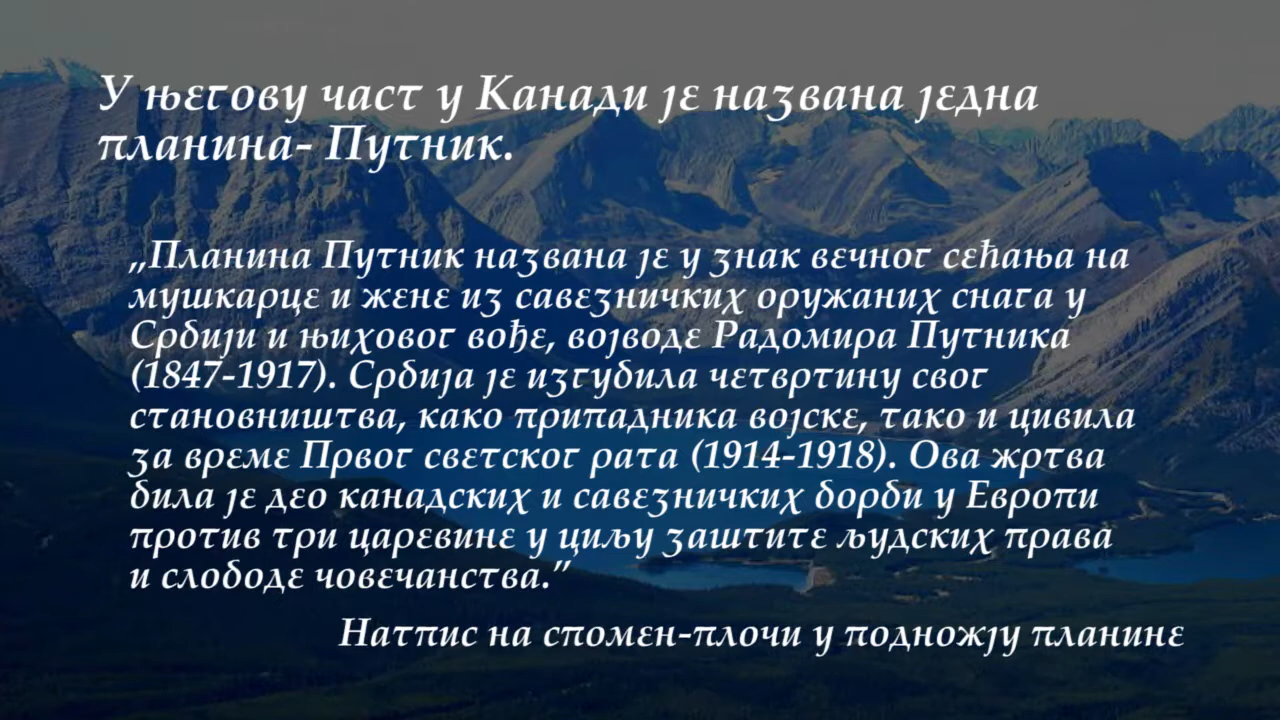 У његову част у Канади је названа једна
планина- Путник.
„Планина Путник названа је у знак вечног сећања на
мушкарце и жене из савезничких оружаних снага у
Србији и њиховог вође, војводе Радомира Путника
(1847-1917). Србија је изгубила четвртину свог
становништва, како припадника војске, тако и цивила
за време Првог светског рата (1914-1918). Ова жртва
била је део канадских и савезничких борби у Европи
против три царевине у циљу заштите људских права
и слободе човечанства.”
Натпис на спомен-плочи у подножју планине